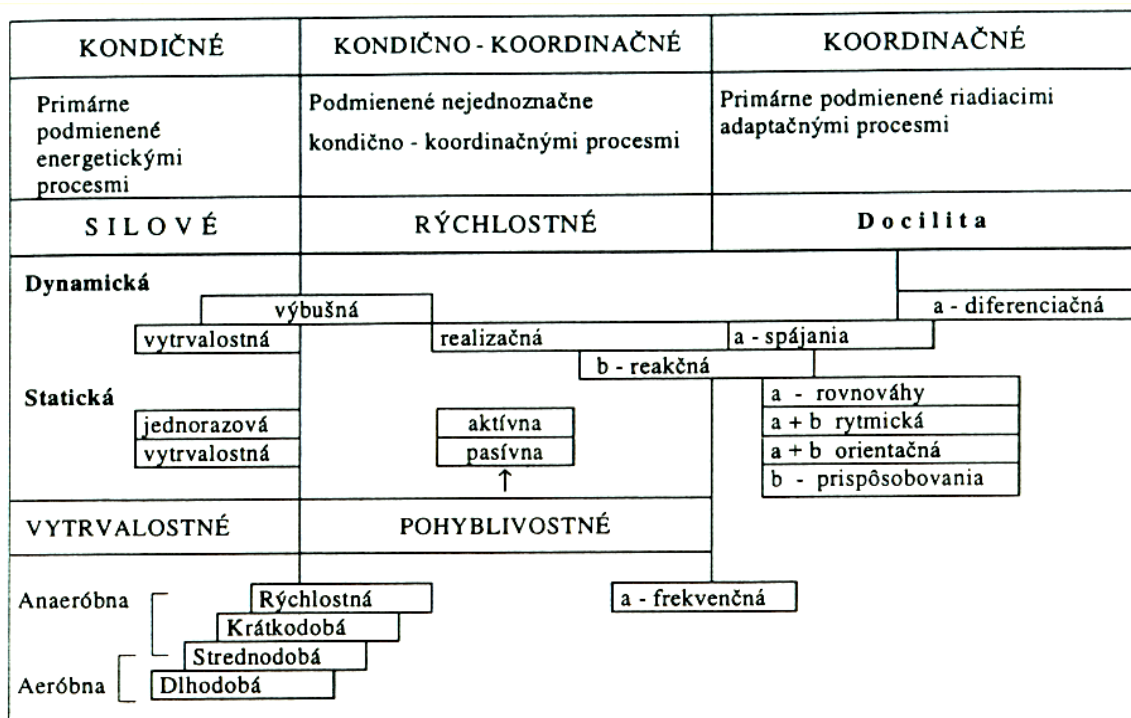 KONDIČNÉ
KONDIČNO - KOORDINAČNÉ
KOORDINAČNÉ
Primárne
podmienené
energetickými
procesmi
Podmienené nejednoznačne
kondično - koordinačnými procesmi
Primárne podmienené riadiacimi
adaptačnými procesmi
SILOVÉ
RÝCHLOSTNÉ
Docilita
Dynamická
výbušná
a - diferenciačná
vytrvalostná
realizačná
a - spájania
b - reakčná
Statická
a - rovnováhy
jednorazová
aktívna
a + b rytmická
vytrvalostná
pasívna
a + b orientačná
↑
b - prispôsobovania
VYTRVALOSTNÉ
POHYBLIVOSTNÉ
Anaeróbna
Rýchlostná
a - frekvenčná
Krátkodobá
Strednodobá
Aeróbna
Dlhodobá